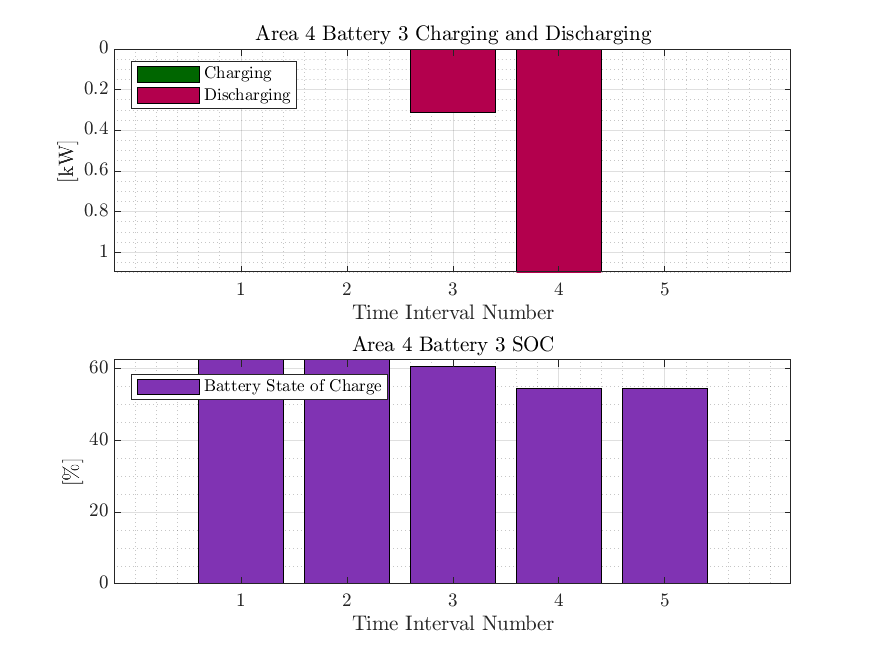 Area 4 Battery 3 Charging and Discharging
0
0.2
0.4
0.6
0.8
1
[kW]
Charging
Discharging
1 2 3 4 5
Time Interval Number
Area 4 Battery 3 SOC
60
40
20
0
[%]
Battery State of Charge
1 2 3 4 5
Time Interval Number